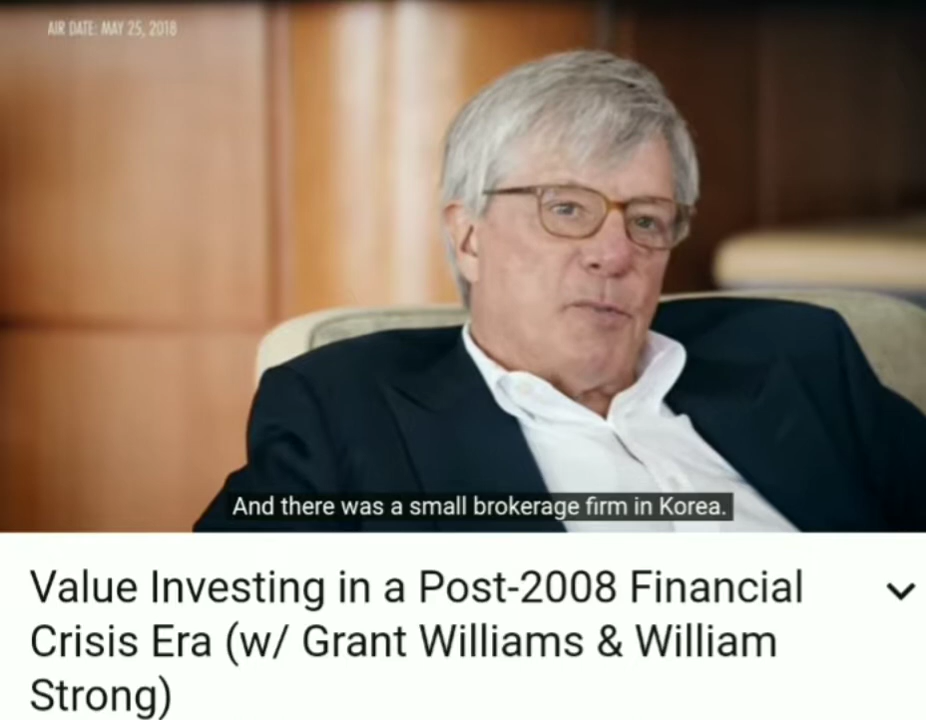 AIR DATE: MAY 25, 2018
And there was a small brokerage firm in Korea.
Value Investing in a Post-2008 Financial
Crisis Era (w/ Grant Williams & William
Strong)